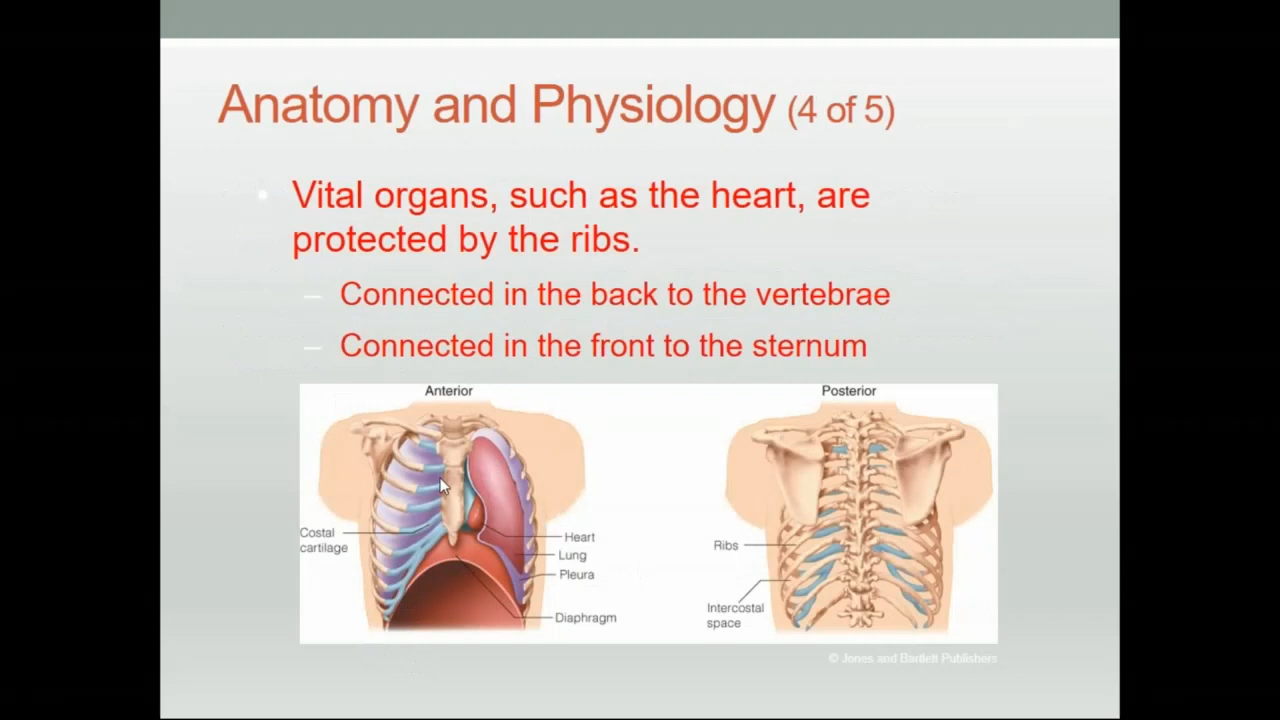 Anatomy and Physiology (4 of 5)
Vital organs, such as the heart, are
protected by the ribs.
Connected in the back to the vertebrae
Connected in the front to the sternum
Anterior
Costal
cartilage
Heart
Lung
Pleura
Diaphragm
Posterior
Ribs
Intercostal
space
© Jones and Bartlett Publishers